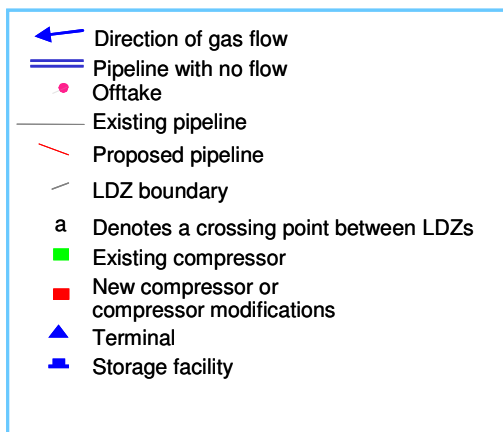 Direction of gas flow
Pipeline with no flow
Offtake
Existing pipeline
Proposed pipeline
LDZ boundary
a Denotes a crossing point between LDZs
Existing compressor
New compressor or
compressor modifications
Terminal
Storage facility